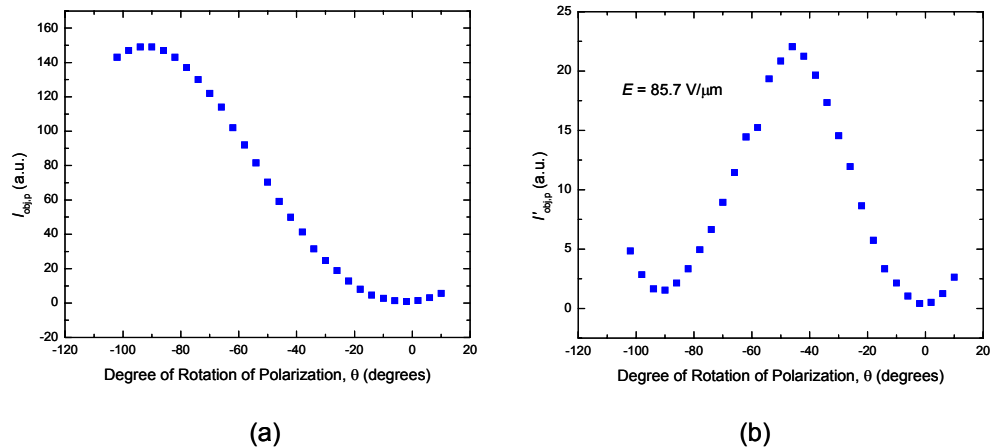 160
140
120
100
80
60
40
20
0
-20
I_obj,p (a.u.)
-120 -100 -80 -60 -40 -20 0 20
Degree of Rotation of Polarization, θ (degrees)
(a)
25
20
15
10
5
0
I'_obj,p (a.u.)
E = 85.7 V/μm
-120 -100 -80 -60 -40 -20 0 20
Degree of Rotation of Polarization, θ (degrees)
(b)